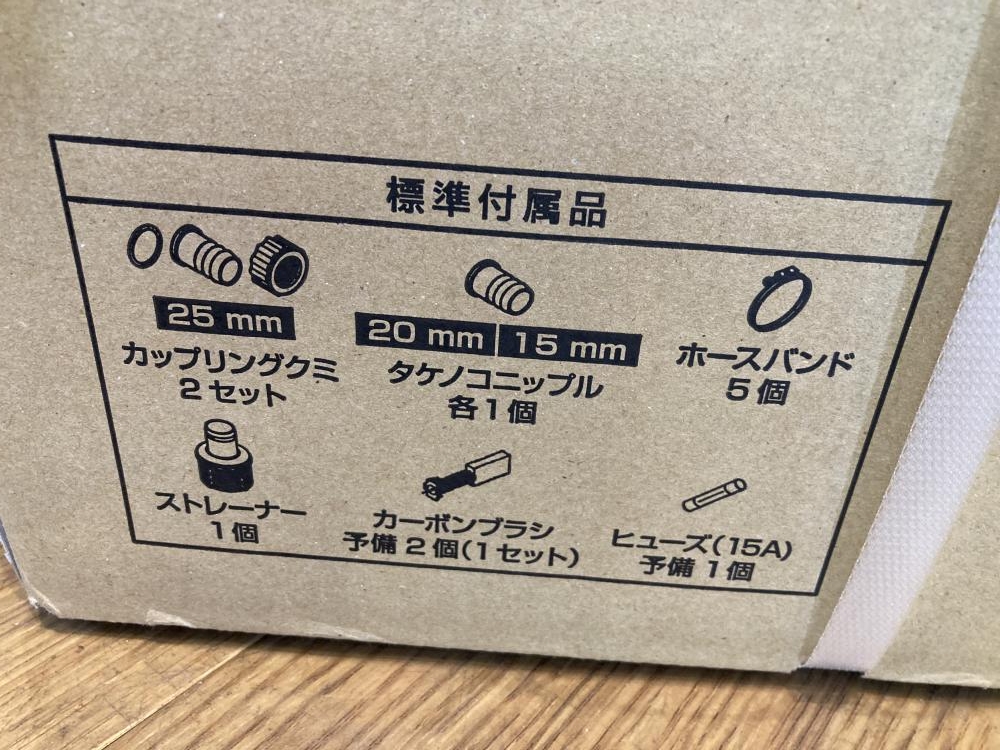 標準付属品
25 mm
カップリングクミ
2セット
20 mm 15 mm
タケノコニップル
各1個
ホースバンド
5個
ストレーナー
1個
カーボンブラシ
予備2個(1セット)
ヒューズ(15A)
予備1個